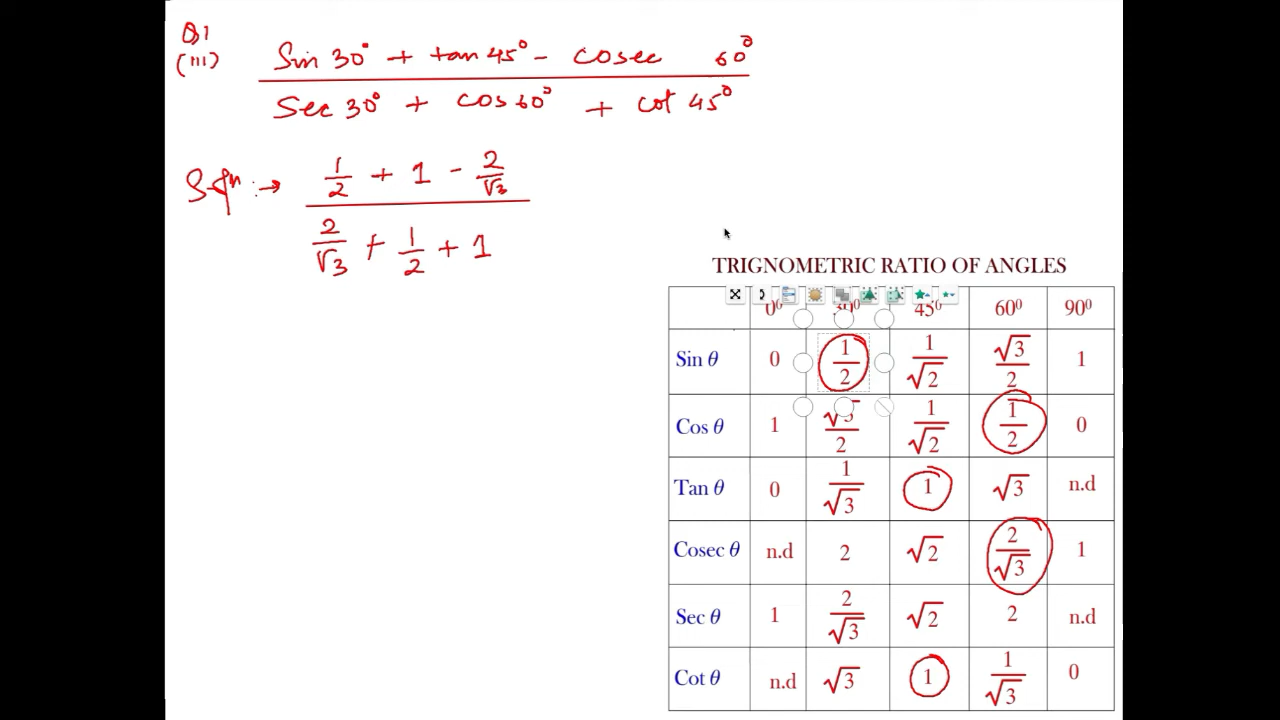 Q1
(iii) Sin 30° + tan 45° - cosec 60°
Sec 30° + cos 60° + cot 45°
Soln :→ 1/2 + 1 - 2/√3
2/√3 + 1/2 + 1
TRIGNOMETRIC RATIO OF ANGLES
0⁰ 30⁰ 45⁰ 60⁰ 90⁰
Sin θ 0 1/2 1/√2 √3/2 1
Cos θ 1 √3/2 1/√2 1/2 0
Tan θ 0 1/√3 1 √3 n.d
Cosec θ n.d 2 √2 2/√3 1
Sec θ 1 2/√3 √2 2 n.d
Cot θ n.d √3 1 1/√3 0